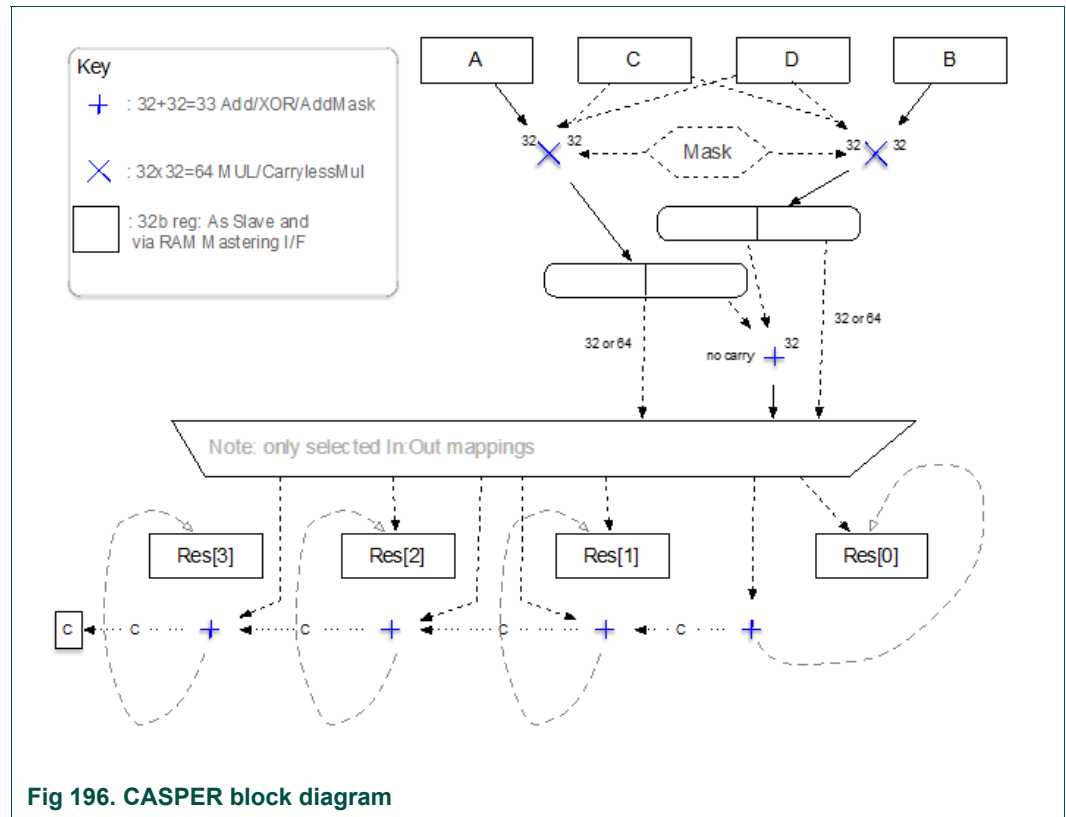 Key
: 32+32=33 Add/XOR/AddMask
: 32x32=64 MUL/CarrylessMul
: 32b reg: As Slave and
via RAM Mastering I/F
A
C
D
B
32
32
Mask
32
32
32 or 64
no carry
32
32 or 64
Note: only selected In:Out mappings
Res[3]
Res[2]
Res[1]
Res[0]
C
C
C
C
Fig 196. CASPER block diagram